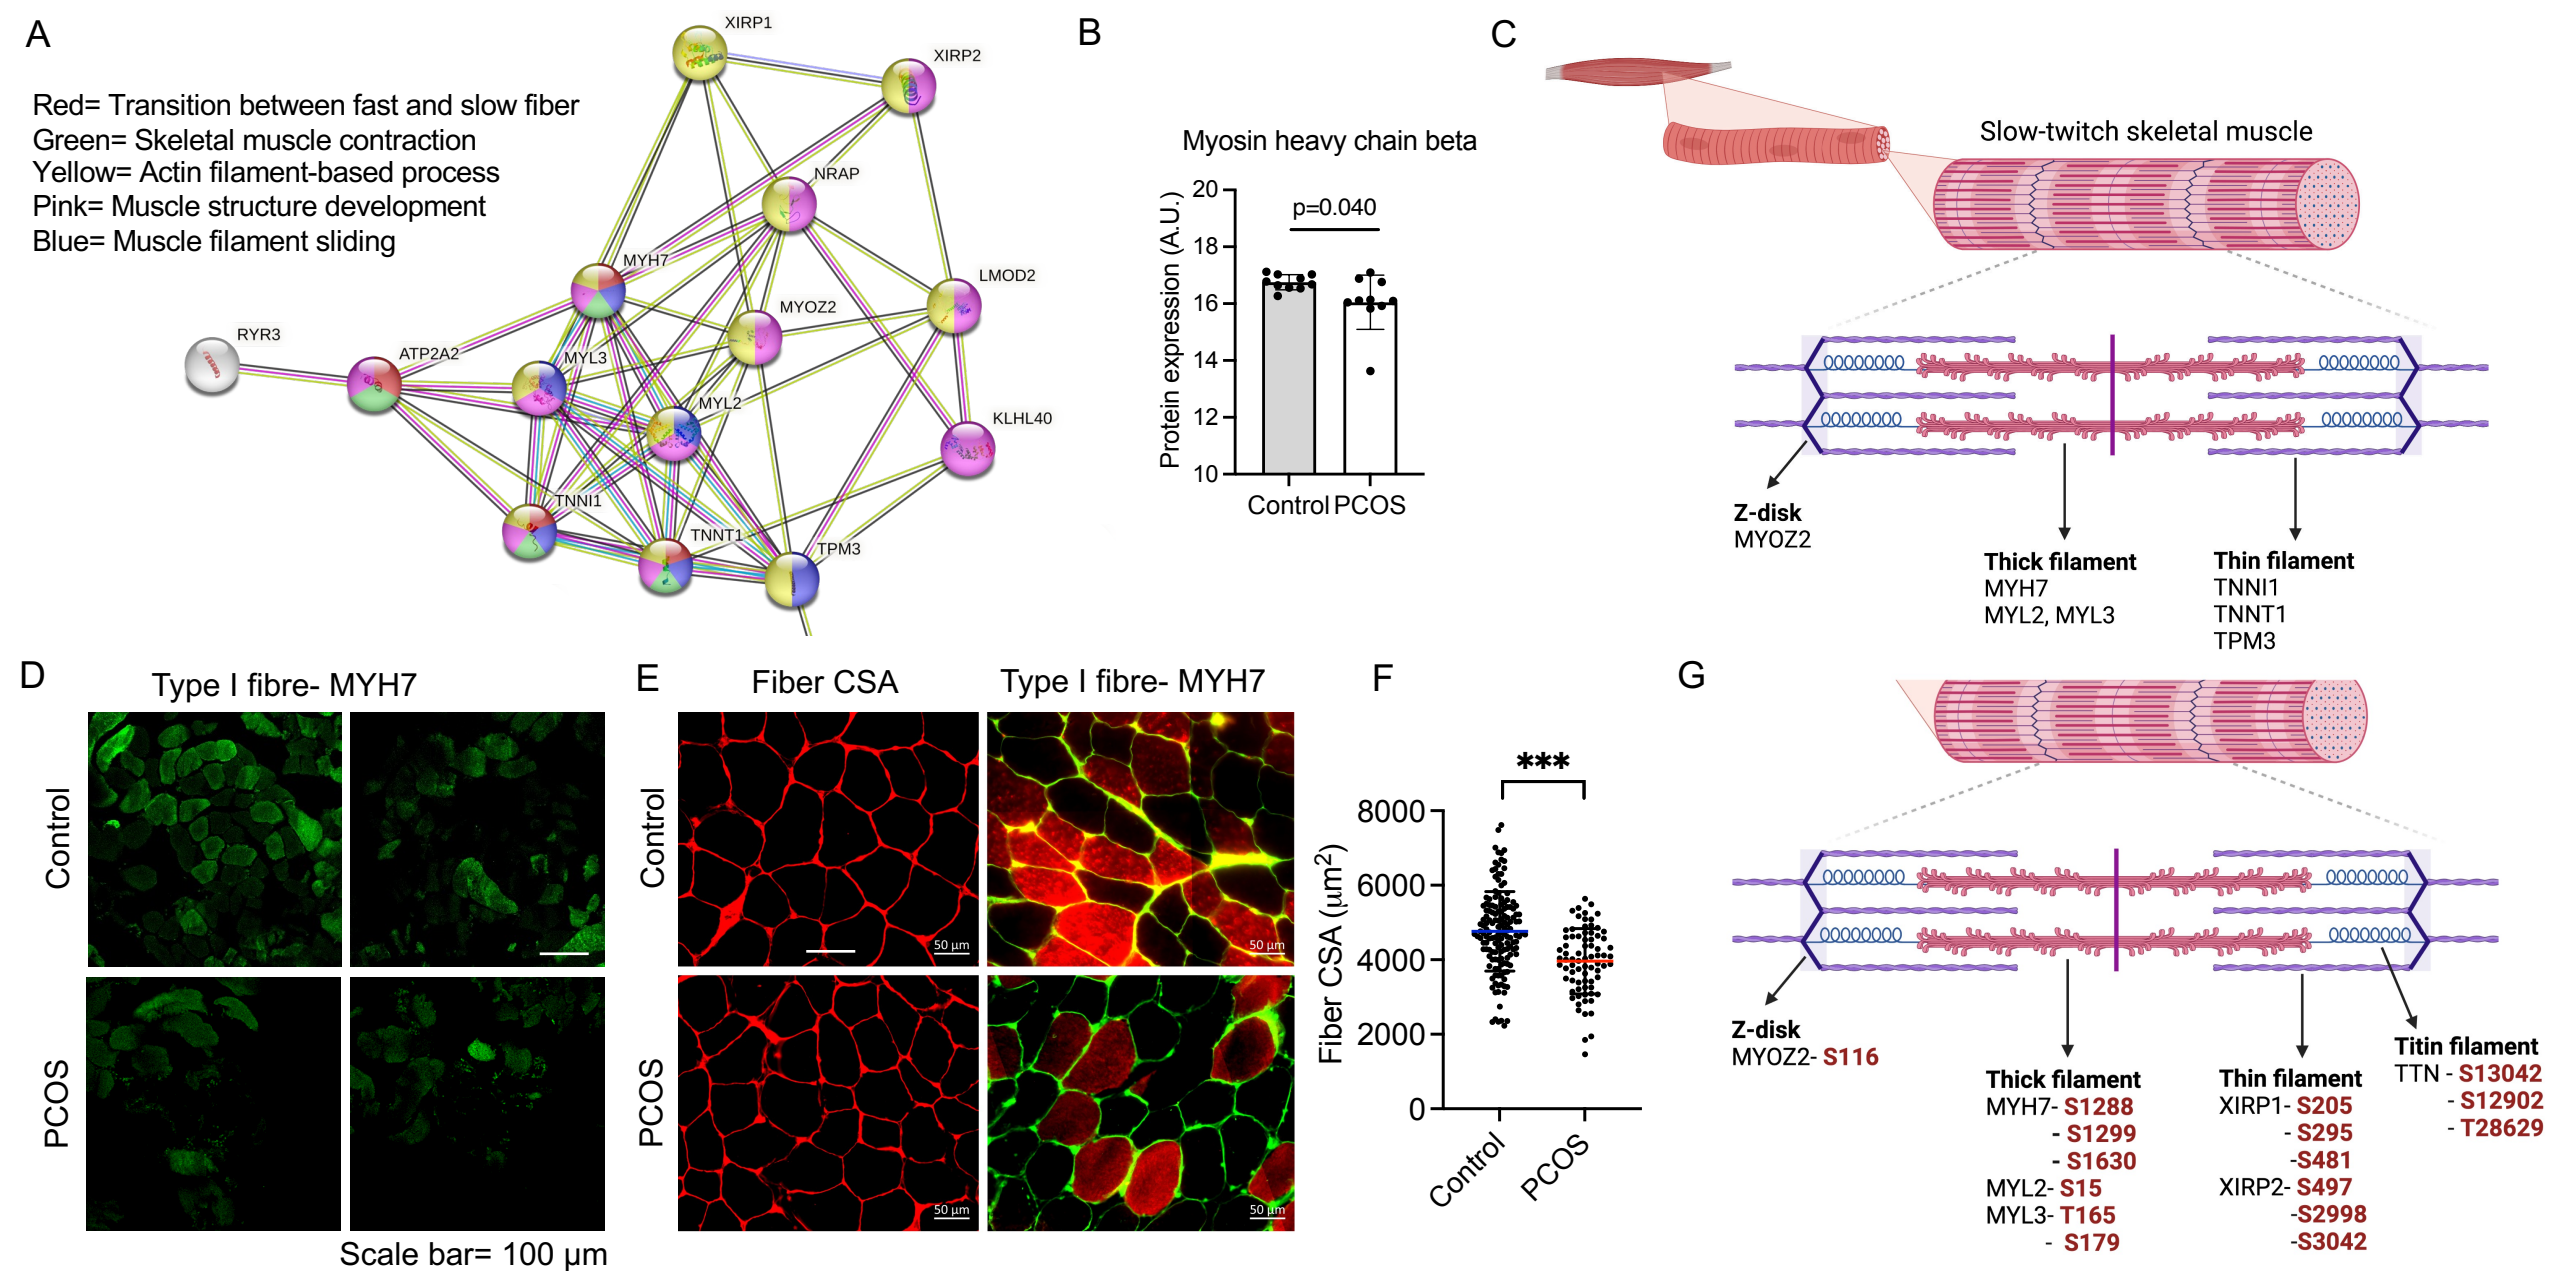 A
Red= Transition between fast and slow fiber
Green= Skeletal muscle contraction
Yellow= Actin filament-based process
Pink= Muscle structure development
Blue= Muscle filament sliding
XIRP1
XIRP2
NRAP
MYH7
LMOD2
MYOZ2
RYR3
ATP2A2
MYL3
MYL2
KLHL40
TNNI1
TNNT1
TPM3
B
Myosin heavy chain beta
p=0.040
Protein expression (A.U.)
20
18
16
14
12
10
Control PCOS
C
Slow-twitch skeletal muscle
Z-disk
MYOZ2
Thick filament
MYH7
MYL2, MYL3
Thin filament
TNNI1
TNNT1
TPM3
D
Type I fibre- MYH7
Control
PCOS
Scale bar= 100 µm
E
Fiber CSA
Type I fibre- MYH7
Control
50 µm
50 µm
PCOS
50 µm
50 µm
F
***
Fiber CSA (µm²)
8000
6000
4000
2000
0
Control
PCOS
G
Z-disk
MYOZ2- S116
Thick filament
MYH7- S1288
- S1299
- S1630
MYL2- S15
MYL3- T165
- S179
Thin filament
XIRP1- S205
- S295
-S481
XIRP2- S497
-S2998
-S3042
Titin filament
TTN - S13042
- S12902
- T28629